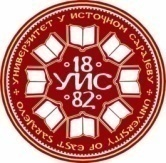 УНИВЕРЗИТЕТ У ИСТОЧНОМ САРАЈЕВУ
18
УИС
82
UNIVERSITY OF EAST SARAJEVO